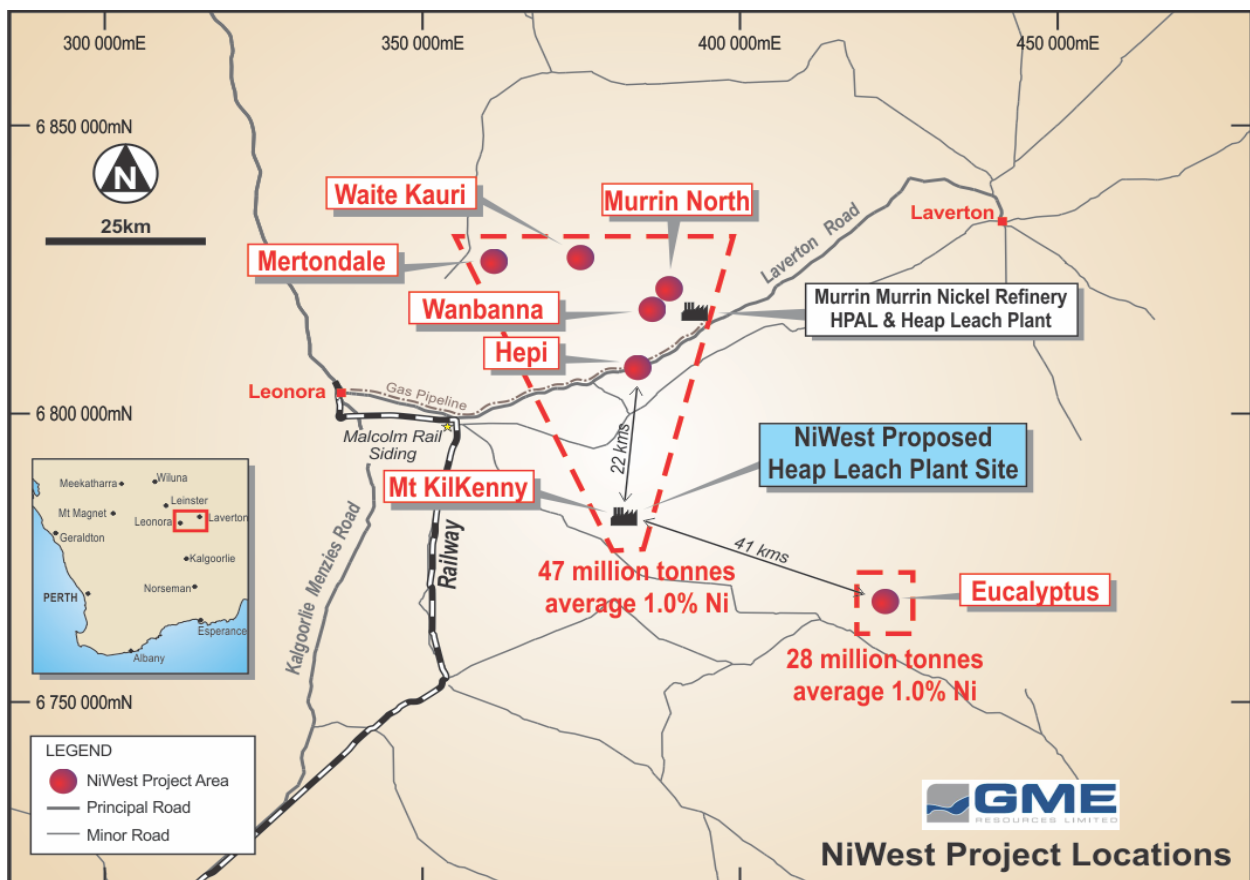 300 000mE
350 000mE
400 000mE
450 000mE
6 850 000mN
N
25km
Waite Kauri
Murrin North
Laverton
Mertondale
Laverton Road
Wanbanna
Murrin Murrin Nickel Refinery
HPAL & Heap Leach Plant
Hepi
Leonora
Gas Pipeline
6 800 000mN
Malcolm Rail
Siding
22 kms
NiWest Proposed
Heap Leach Plant Site
Mt KilKenny
Meekatharra
Wiluna
Leinster
Mt Magnet
Leonora
Laverton
Geraldton
Kalgoorlie
Norseman
PERTH
Esperance
Albany
Kalgoorlie Menzies Road
Railway
41 kms
47 million tonnes
average 1.0% Ni
Eucalyptus
28 million tonnes
average 1.0% Ni
6 750 000mN
LEGEND
NiWest Project Area
Principal Road
Minor Road
GME
RESOURCES LIMITED
NiWest Project Locations